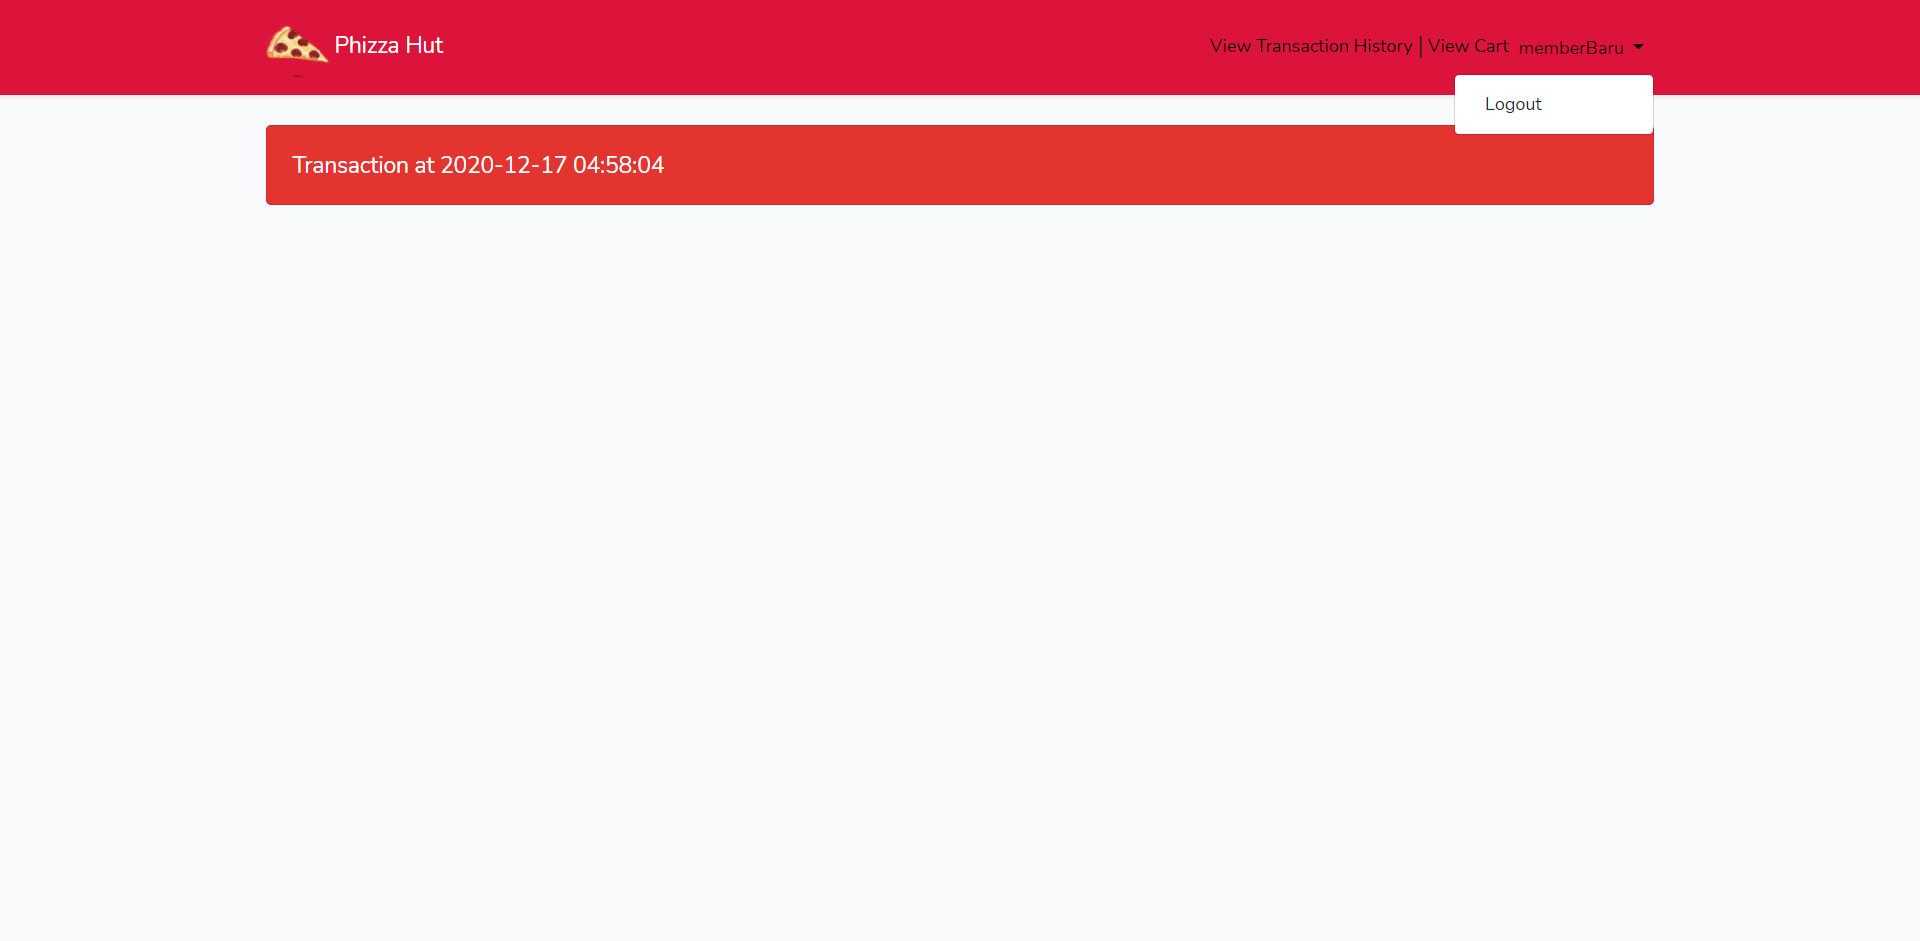 Phizza Hut
View Transaction History | View Cart memberBaru
Logout
Transaction at 2020-12-17 04:58:04